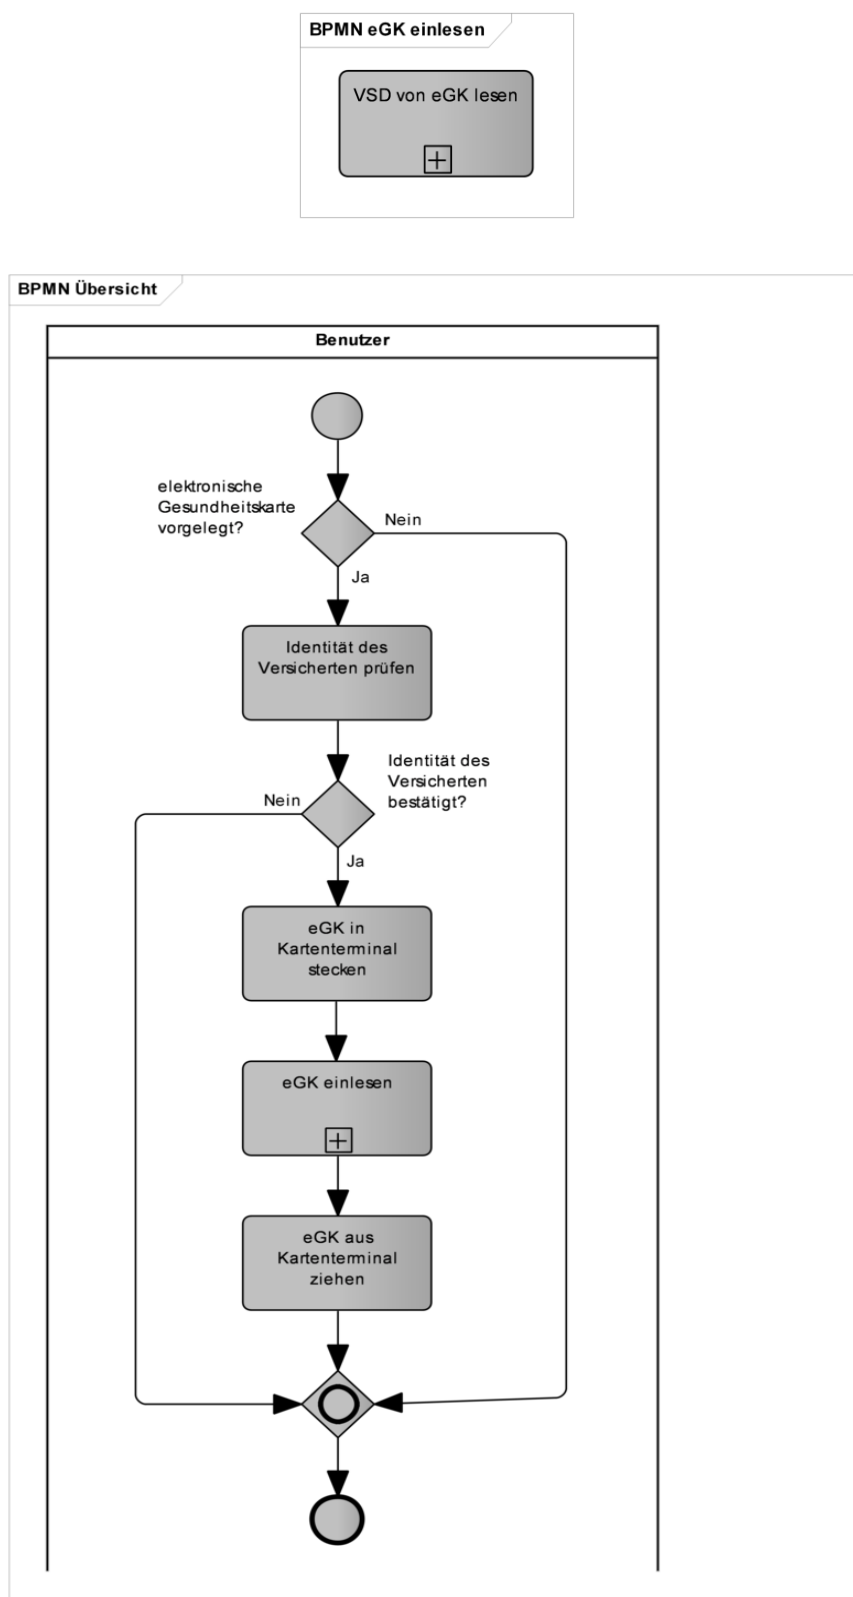 BPMN eGK einlesen
VSD von eGK lesen
BPMN Übersicht
Benutzer
elektronische
Gesundheitskarte
vorgelegt?
Nein
Ja
Identität des
Versicherten prüfen
Identität des
Versicherten
bestätigt?
Nein
Ja
eGK in
Kartenterminal
stecken
eGK einlesen
eGK aus
Kartenterminal
ziehen